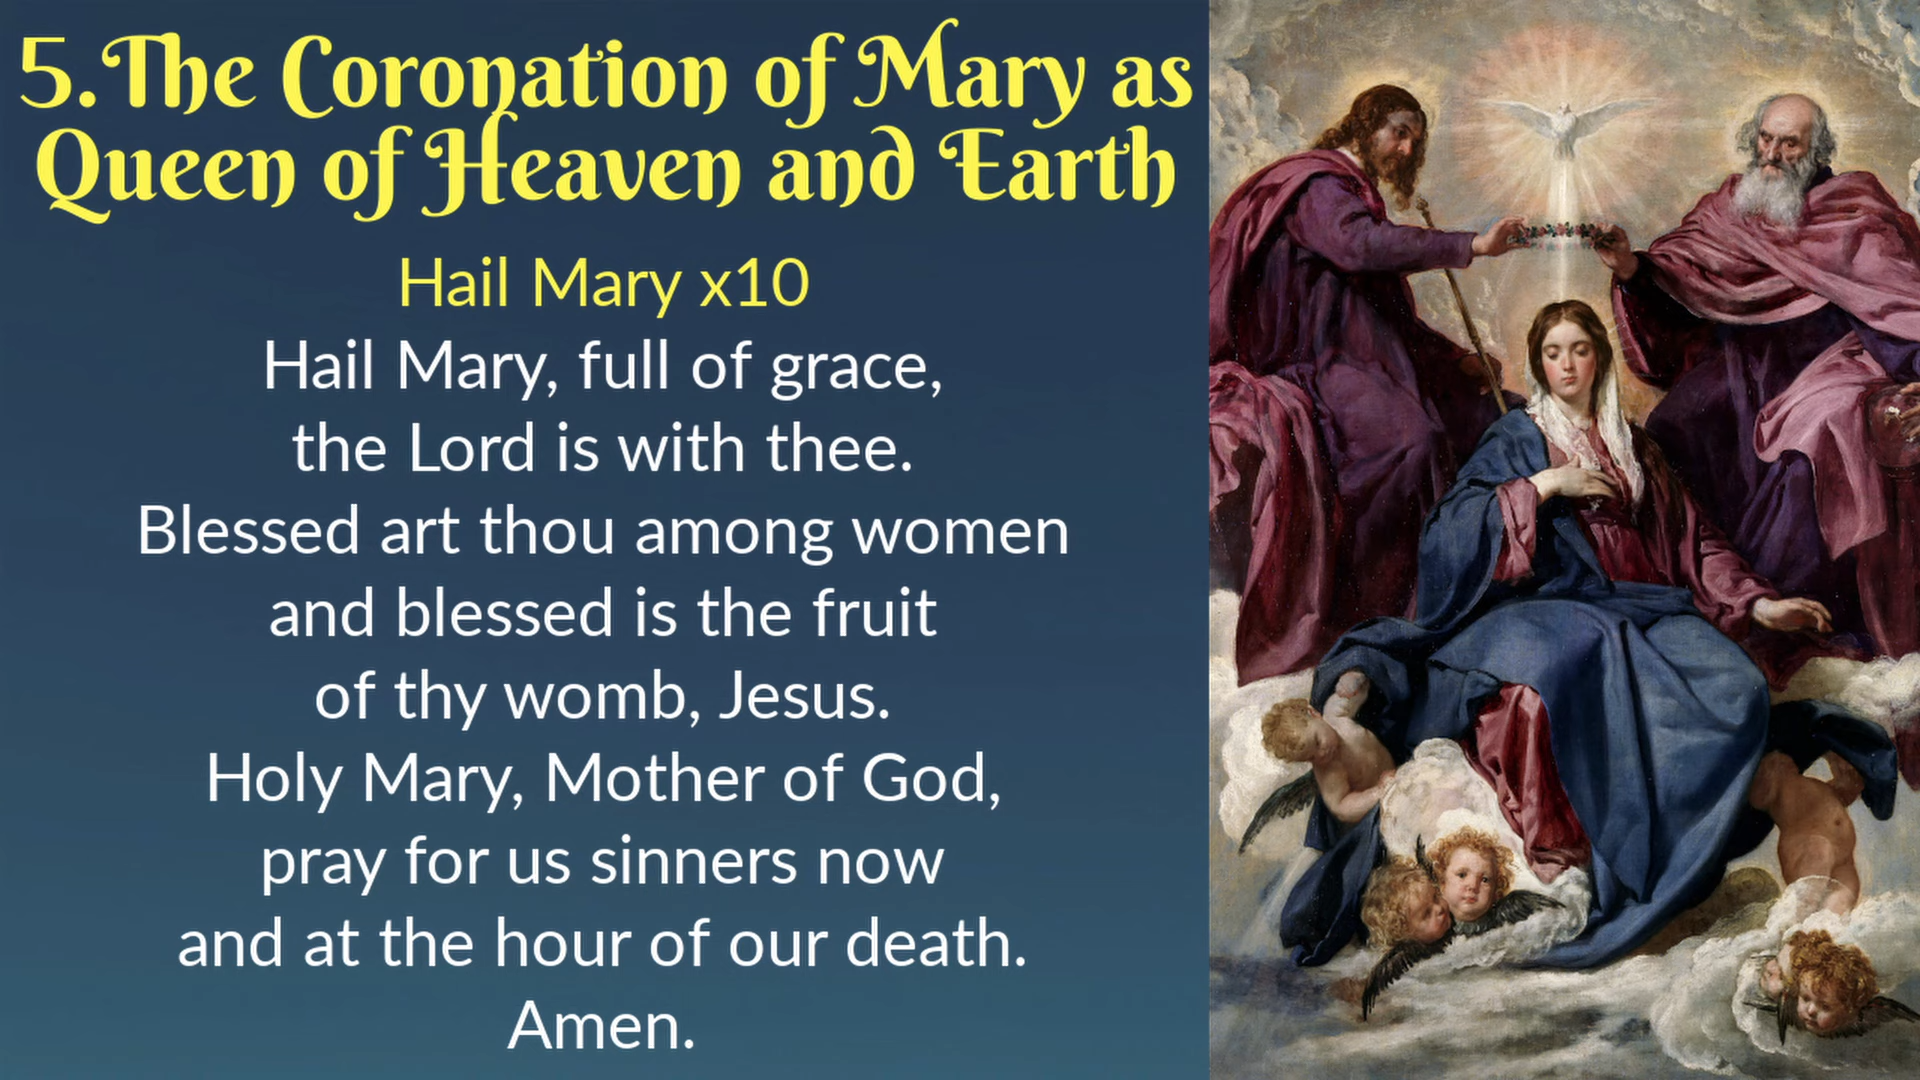 5.The Coronation of Mary as
Queen of Heaven and Earth
Hail Mary x10
Hail Mary, full of grace,
the Lord is with thee.
Blessed art thou among women
and blessed is the fruit
of thy womb, Jesus.
Holy Mary, Mother of God,
pray for us sinners now
and at the hour of our death.
Amen.